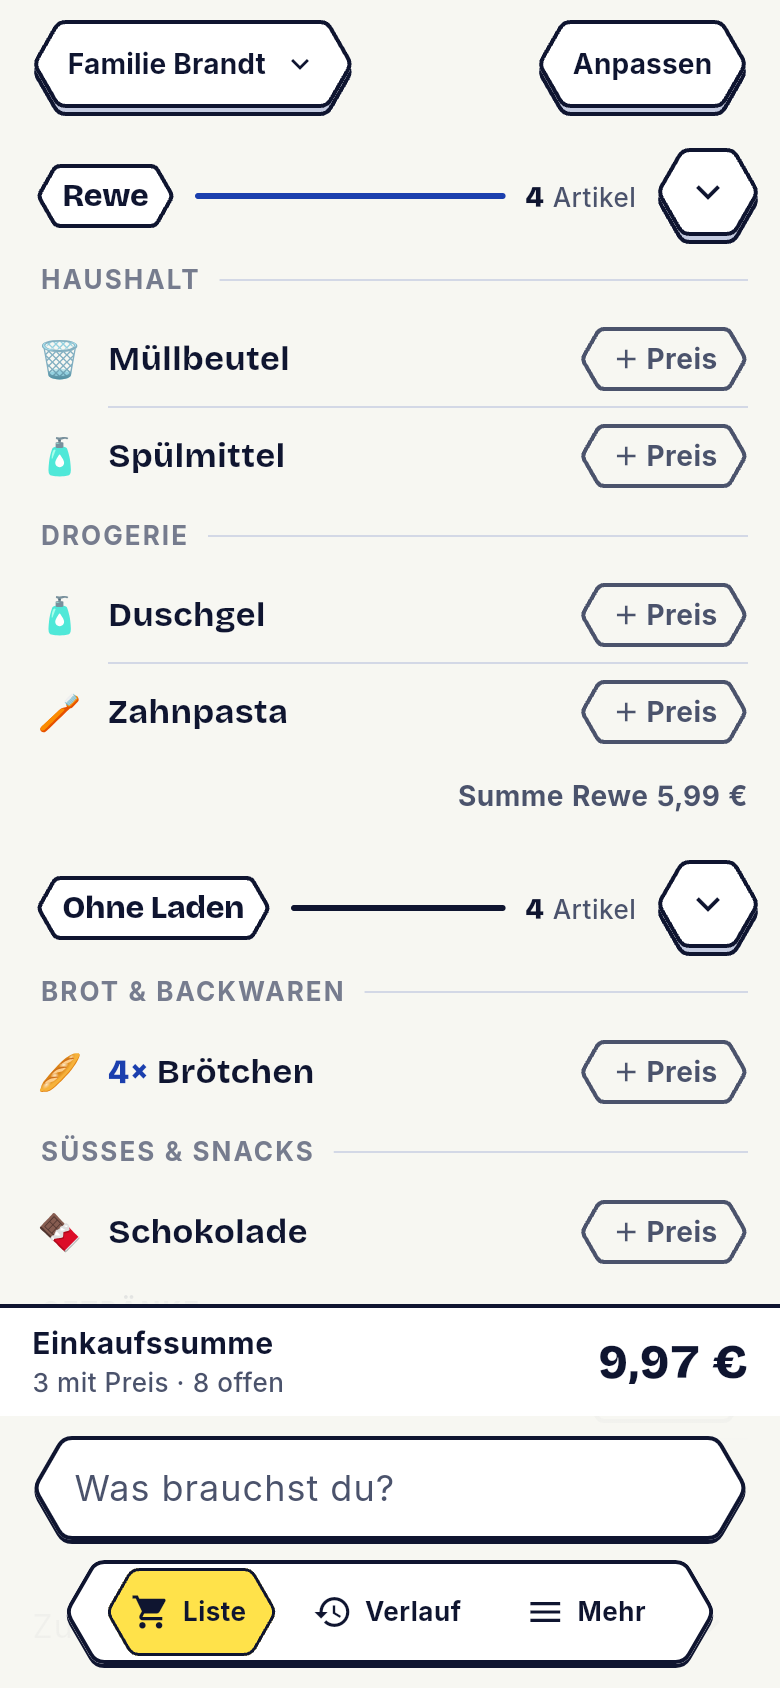 Familie Brandt
Anpassen
Rewe
4 Artikel
HAUSHALT
Müllbeutel
+ Preis
Spülmittel
+ Preis
DROGERIE
Duschgel
+ Preis
Zahnpasta
+ Preis
Summe Rewe 5,99 €
Ohne Laden
4 Artikel
BROT & BACKWAREN
4× Brötchen
+ Preis
SÜSSES & SNACKS
Schokolade
+ Preis
Einkaufssumme
9,97 €
3 mit Preis · 8 offen
Was brauchst du?
Liste
Verlauf
Mehr